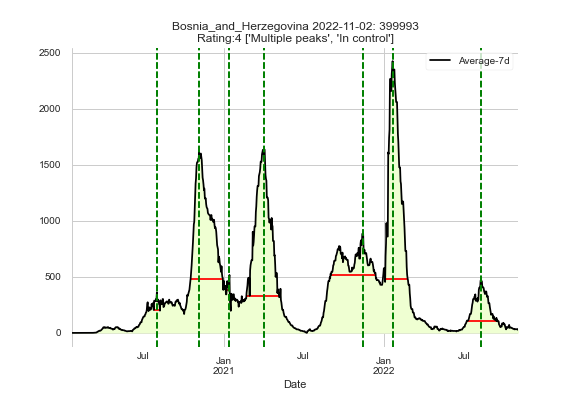 Bosnia_and_Herzegovina 2022-11-02: 399993
Rating:4 ['Multiple peaks', 'In control']
Average-7d
2500
2000
1500
1000
500
0
Jul
Jan
2021
Jul
Jan
2022
Jul
Date